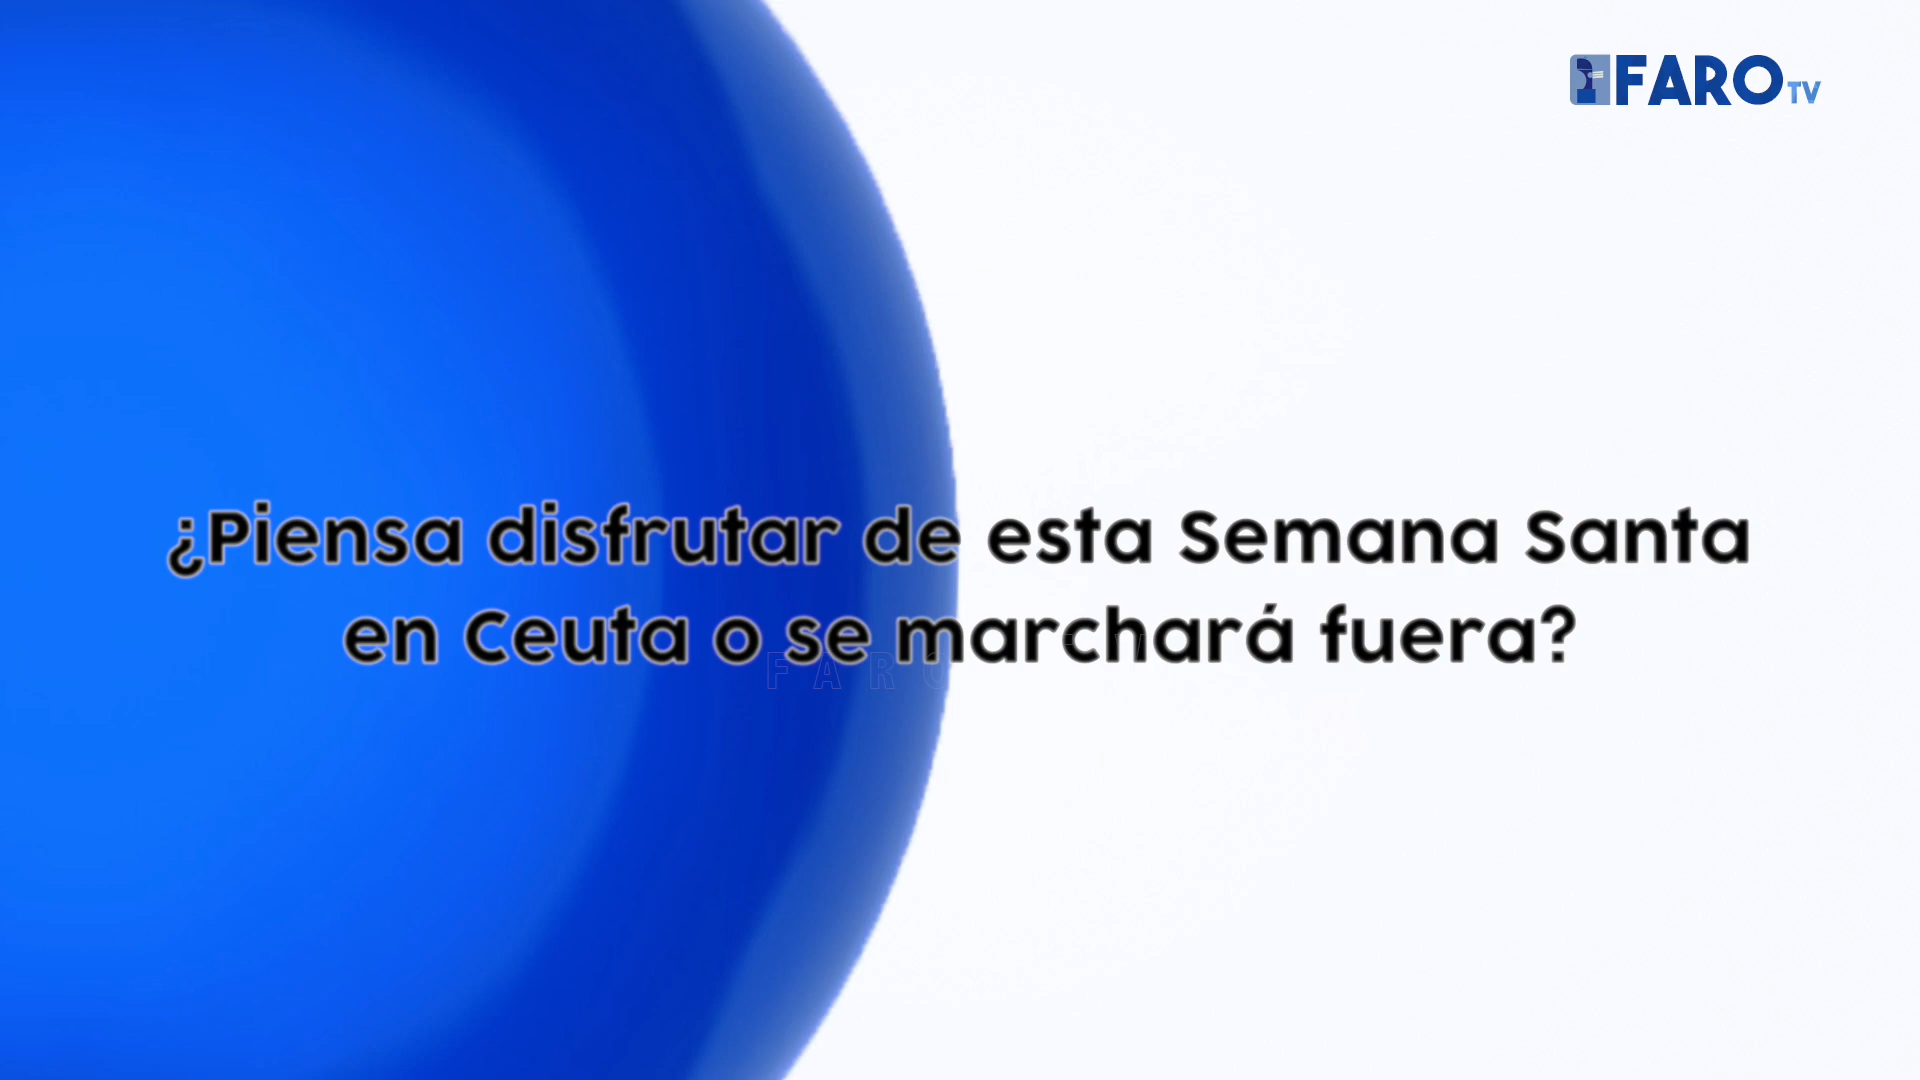 FARO TV
¿Piensa disfrutar de esta Semana Santa
en Ceuta o se marchará fuera?
FARO